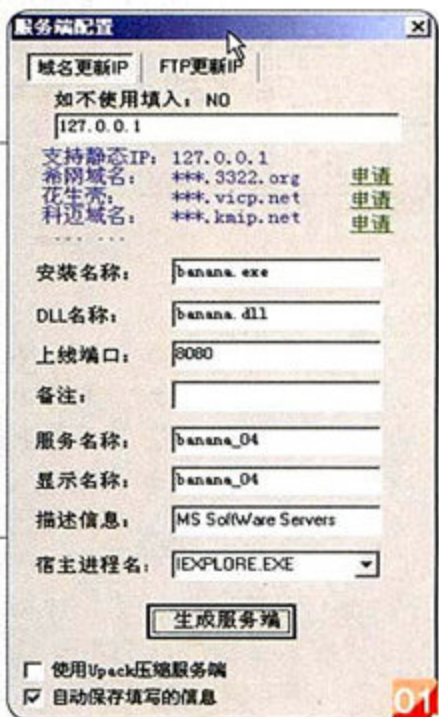 服务端配置
域名更新IP FTP更新IP
如不使用填入：NO
127.0.0.1
支持静态IP：127.0.0.1
希网域名：***.3322.org 申请
花生壳：***.vicp.net 申请
科迈域名：***.kmip.net 申请
... ...
安装名称：banana.exe
DLL名称：banana.dll
上线端口：8080
备注：
服务名称：banana_04
显示名称：banana_04
描述信息：MS SoftWare Servers
宿主进程名：IEXPLORE.EXE
生成服务端
使用Upack压缩服务端
自动保存填写的信息
01